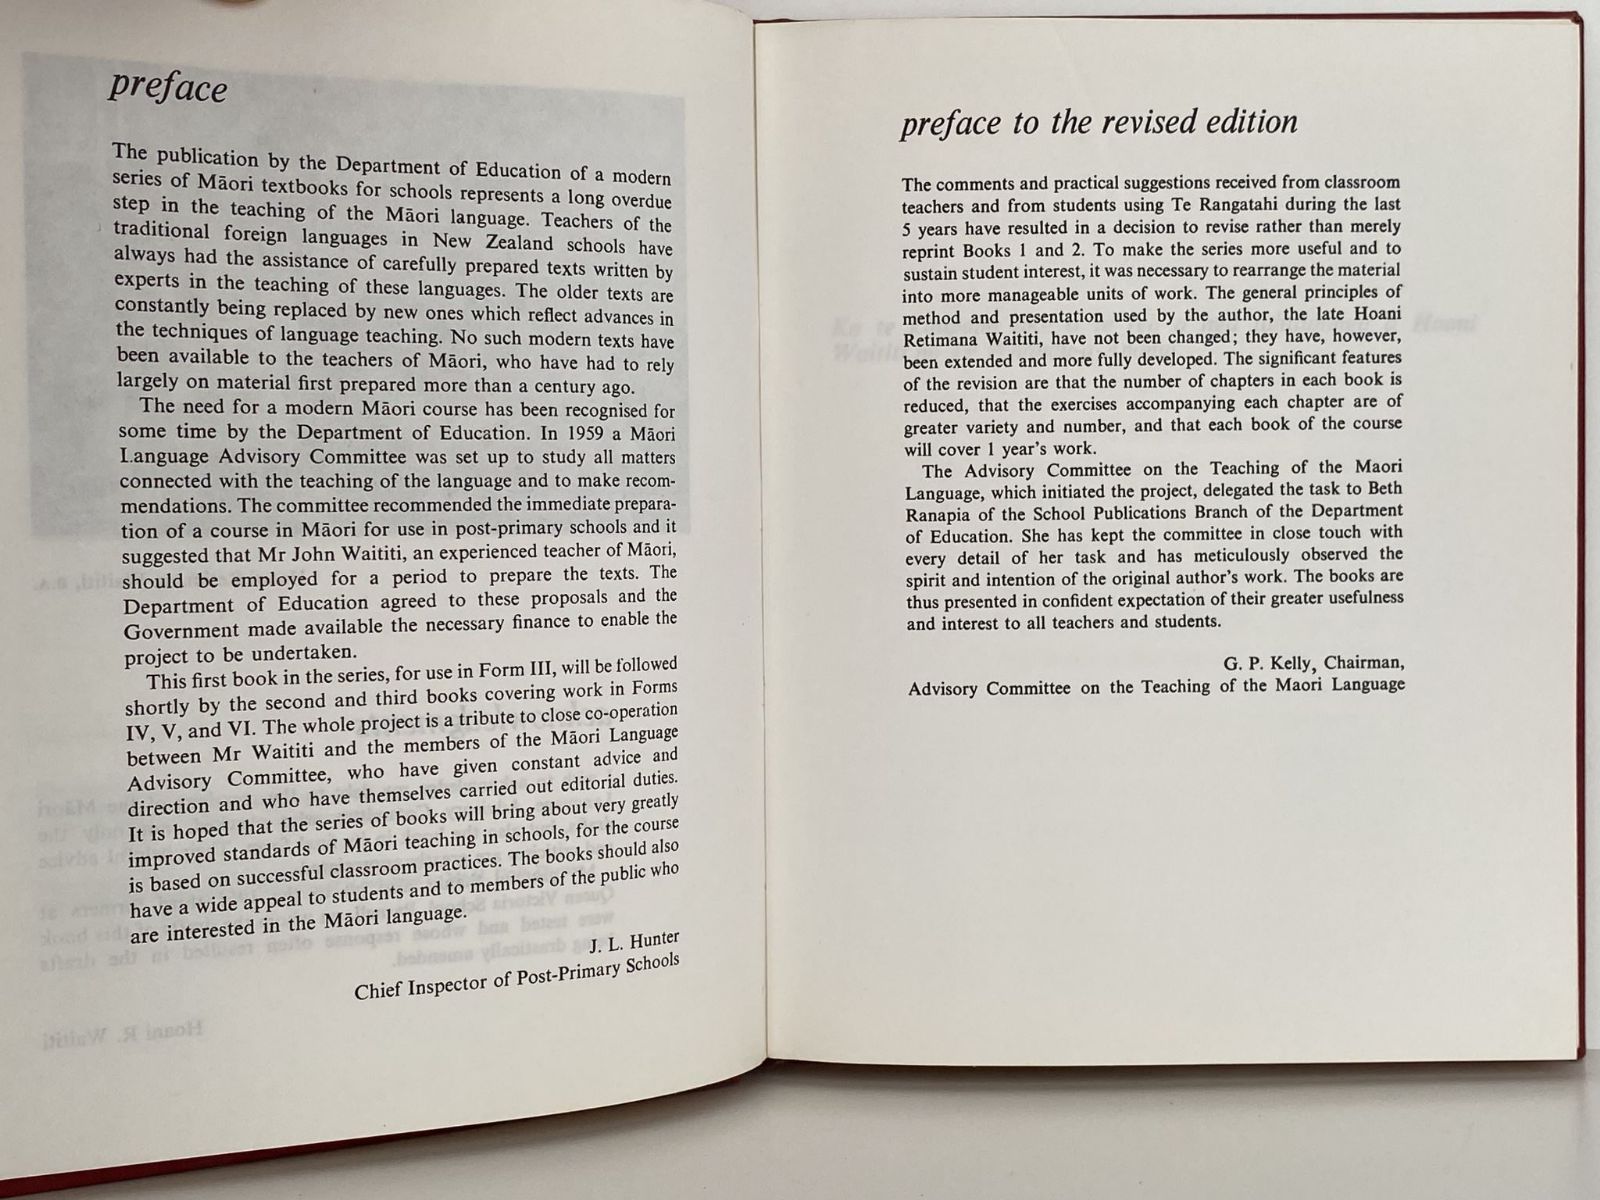 preface
The publication by the Department of Education of a modern
series of Māori textbooks for schools represents a long overdue
step in the teaching of the Māori language. Teachers of the
traditional foreign languages in New Zealand schools have
always had the assistance of carefully prepared texts written by
experts in the teaching of these languages. The older texts are
constantly being replaced by new ones which reflect advances in
the techniques of language teaching. No such modern texts have
been available to the teachers of Māori, who have had to rely
largely on material first prepared more than a century ago.
The need for a modern Māori course has been recognised for
some time by the Department of Education. In 1959 a Māori
Language Advisory Committee was set up to study all matters
connected with the teaching of the language and to make recom-
mendations. The committee recommended the immediate prepara-
tion of a course in Māori for use in post-primary schools and it
suggested that Mr John Waititi, an experienced teacher of Māori,
should be employed for a period to prepare the texts. The
Department of Education agreed to these proposals and the
Government made available the necessary finance to enable the
project to be undertaken.
This first book in the series, for use in Form III, will be followed
shortly by the second and third books covering work in Forms
IV, V, and VI. The whole project is a tribute to close co-operation
between Mr Waititi and the members of the Māori Language
Advisory Committee, who have given constant advice and
direction and who have themselves carried out editorial duties.
It is hoped that the series of books will bring about very greatly
improved standards of Māori teaching in schools, for the course
is based on successful classroom practices. The books should also
have a wide appeal to students and to members of the public who
are interested in the Māori language.
J. L. Hunter
Chief Inspector of Post-Primary Schools
Hoani R. Waititi
preface to the revised edition
The comments and practical suggestions received from classroom
teachers and from students using Te Rangatahi during the last
5 years have resulted in a decision to revise rather than merely
reprint Books 1 and 2. To make the series more useful and to
sustain student interest, it was necessary to rearrange the material
into more manageable units of work. The general principles of
method and presentation used by the author, the late Hoani
Retimana Waititi, have not been changed; they have, however,
been extended and more fully developed. The significant features
of the revision are that the number of chapters in each book is
reduced, that the exercises accompanying each chapter are of
greater variety and number, and that each book of the course
will cover 1 year's work.
The Advisory Committee on the Teaching of the Maori
Language, which initiated the project, delegated the task to Beth
Ranapia of the School Publications Branch of the Department
of Education. She has kept the committee in close touch with
every detail of her task and has meticulously observed the
spirit and intention of the original author's work. The books are
thus presented in confident expectation of their greater usefulness
and interest to all teachers and students.
G. P. Kelly, Chairman,
Advisory Committee on the Teaching of the Maori Language